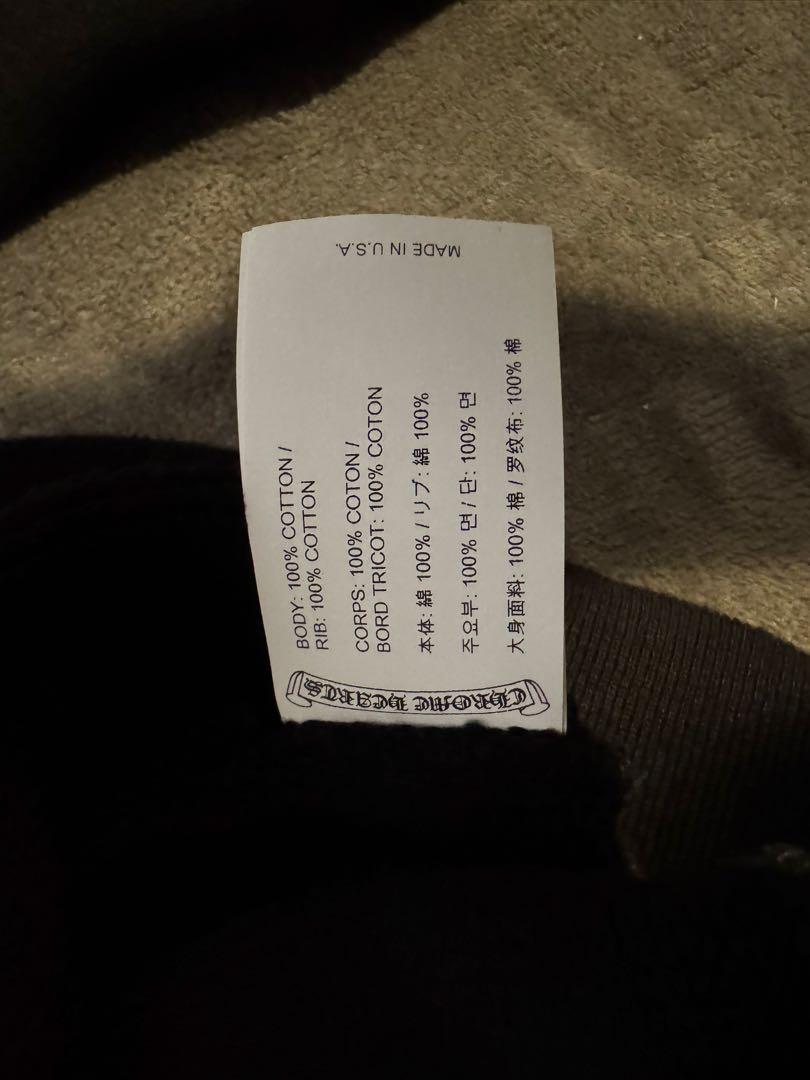 MADE IN U.S.A.
BODY: 100% COTTON /
RIB: 100% COTTON
CORPS: 100% COTON /
BORD TRICOT: 100% COTON
本体: 綿 100% / リブ: 綿 100%
주요부: 100% 면 / 단: 100% 면
大身面料: 100% 棉 / 罗纹布: 100% 棉
CHROME HEARTS